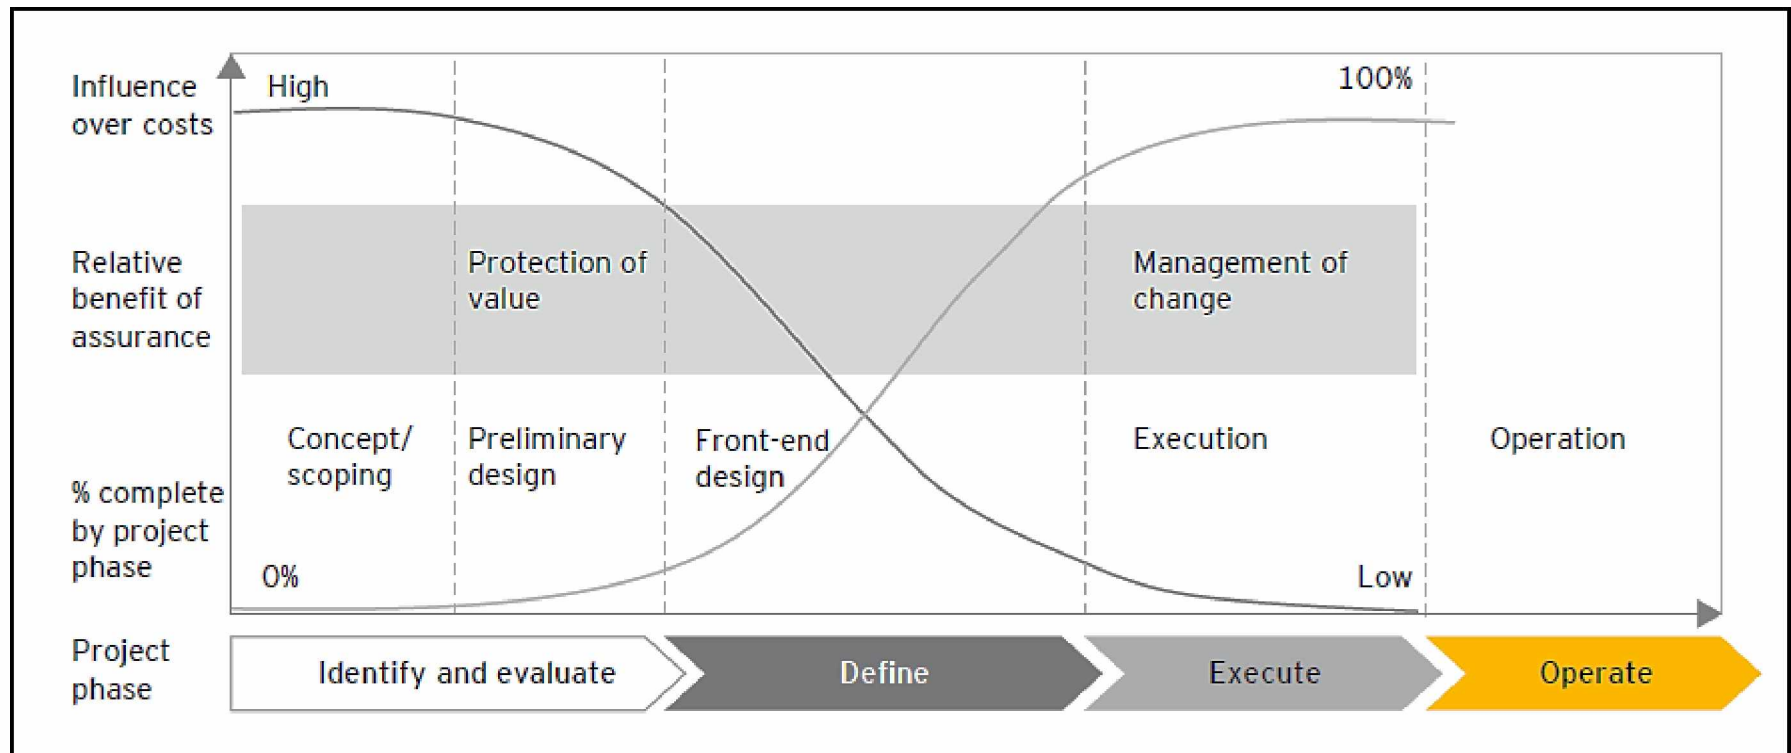 Influence
over costs
High
100%
Relative
benefit of
assurance
Protection of
value
Management of
change
Concept/
scoping
Preliminary
design
Front-end
design
Execution
Operation
% complete
by project
phase
0%
Low
Project
phase
Identify and evaluate
Define
Execute
Operate